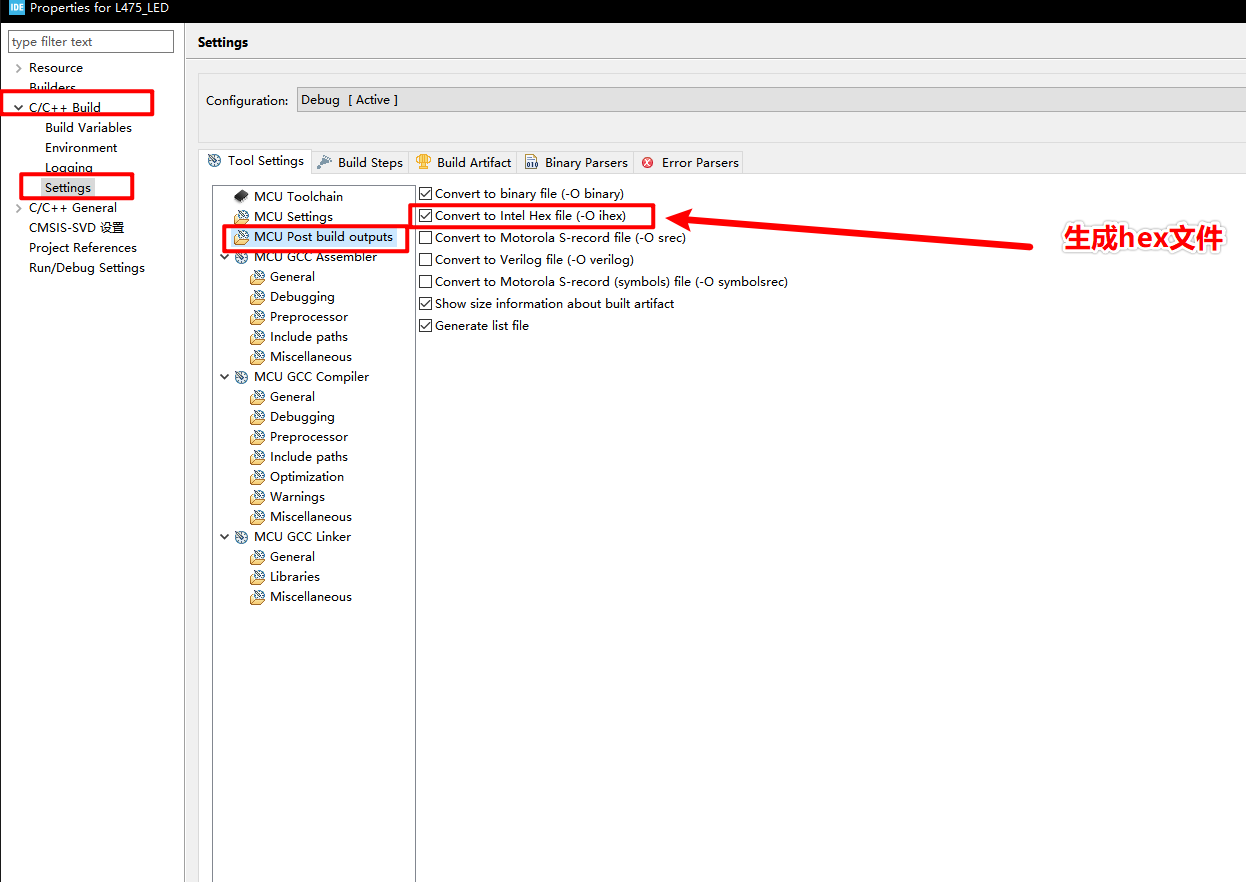 IDE Properties for L475_LED
type filter text
Settings
Resource
Builders
C/C++ Build
Build Variables
Environment
Logging
Settings
C/C++ General
CMSIS-SVD 设置
Project References
Run/Debug Settings
Configuration: Debug [ Active ]
Tool Settings Build Steps Build Artifact Binary Parsers Error Parsers
MCU Toolchain
MCU Settings
MCU Post build outputs
MCU GCC Assembler
General
Debugging
Preprocessor
Include paths
Miscellaneous
MCU GCC Compiler
General
Debugging
Preprocessor
Include paths
Optimization
Warnings
Miscellaneous
MCU GCC Linker
General
Libraries
Miscellaneous
Convert to binary file (-O binary)
Convert to Intel Hex file (-O ihex)
Convert to Motorola S-record file (-O srec)
Convert to Verilog file (-O verilog)
Convert to Motorola S-record (symbols) file (-O symbolsrec)
Show size information about built artifact
Generate list file
生成hex文件